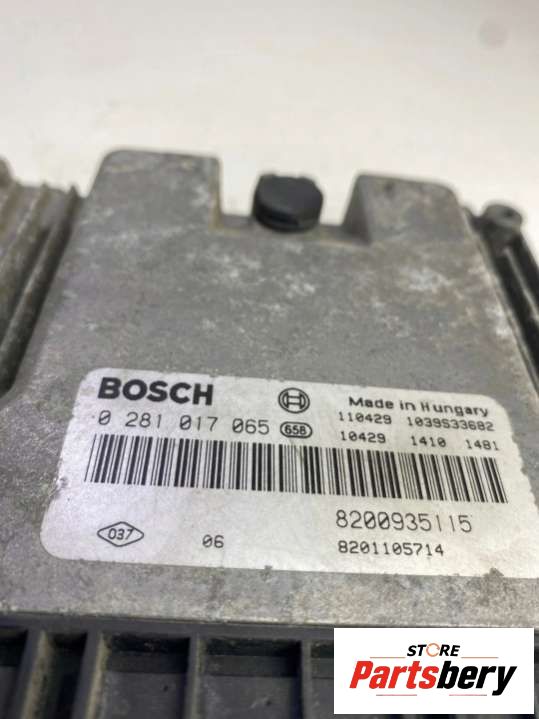 BOSCH
Made in Hungary
0 281 017 065 658
110429 1039S33682
10429 1410 1481
8200935115
037 06 8201105714
STORE
Partsbery